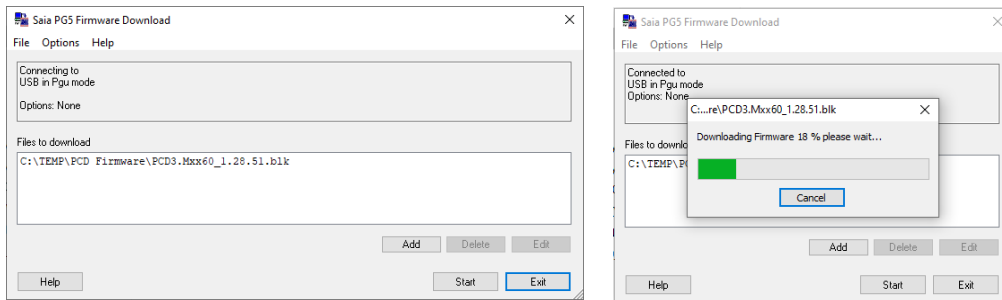 Saia PG5 Firmware Download
File Options Help
Connecting to
USB in Pgu mode
Options: None
Files to download
C:\TEMP\PCD Firmware\PCD3.Mxx60_1.28.51.blk
Add Delete Edit
Help Start Exit
Saia PG5 Firmware Download
File Options Help
Connected to
USB in Pgu mode
Options: None
C:...re\PCD3.Mxx60_1.28.51.blk
Downloading Firmware 18 % please wait...
Cancel
Files to downlo
C:\TEMP\P
Add Delete Edit
Help Start Exit